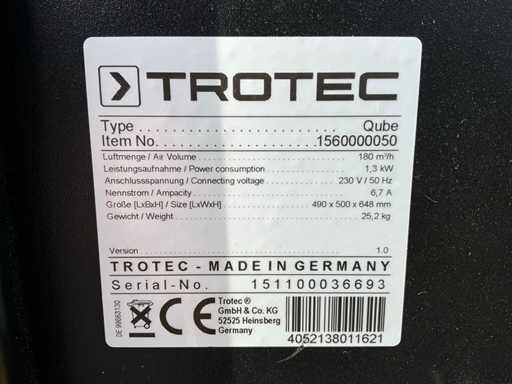 TROTEC
Type . . . . . . . . . . . . . . . . . . . . . . . . . Qube
Item No. . . . . . . . . . . . . . . . . . 1560000050
Luftmenge / Air Volume . . . . . . . . . . . . . . . . . 180 m³/h
Leistungsaufnahme / Power consumption . . . . . . . . . . . 1,3 kW
Anschlussspannung / Connecting voltage . . . . . . . . 230 V / 50 Hz
Nennstrom / Ampacity . . . . . . . . . . . . . . . . . . . . 6,7 A
Größe [LxBxH] / Size [LxWxH] . . . . . . . . 490 x 500 x 648 mm
Gewicht / Weight . . . . . . . . . . . . . . . . . . . . . 25,2kg
Version . . . . . . . . . . . . . . . . . . . . . . . . . . 1.0
TROTEC - MADE IN GERMANY
Serial-No. 151100036693
DE 99663130
CE
Trotec ®
GmbH & Co. KG
52525 Heinsberg
Germany
4052138011621